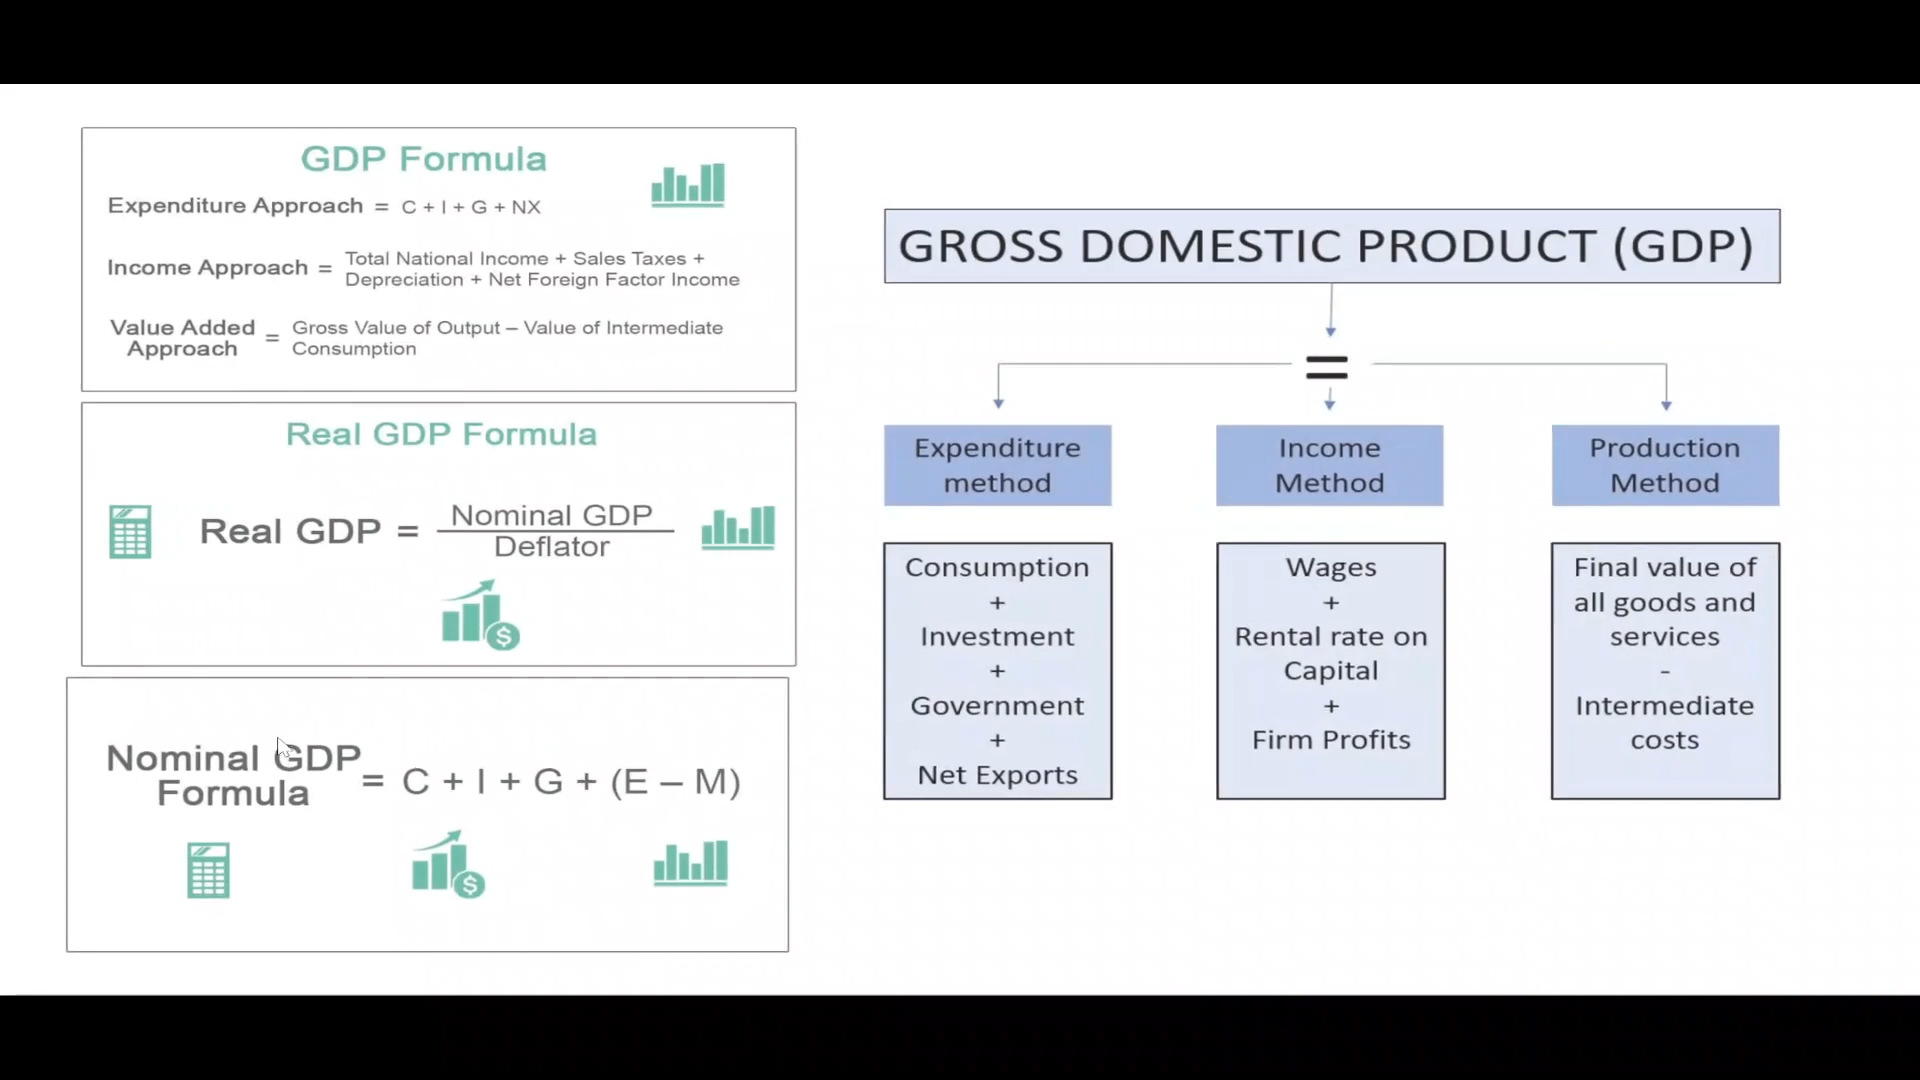 GDP Formula
Expenditure Approach = C + I + G + NX
Income Approach = Total National Income + Sales Taxes +
Depreciation + Net Foreign Factor Income
Value Added
Approach
= Gross Value of Output – Value of Intermediate
Consumption
Real GDP Formula
Real GDP = Nominal GDP
Deflator
$
Nominal GDP
Formula
= C + I + G + (E – M)
$
GROSS DOMESTIC PRODUCT (GDP)
=
Expenditure
method
Consumption
+
Investment
+
Government
+
Net Exports
Income
Method
Wages
+
Rental rate on
Capital
+
Firm Profits
Production
Method
Final value of
all goods and
services
-
Intermediate
costs